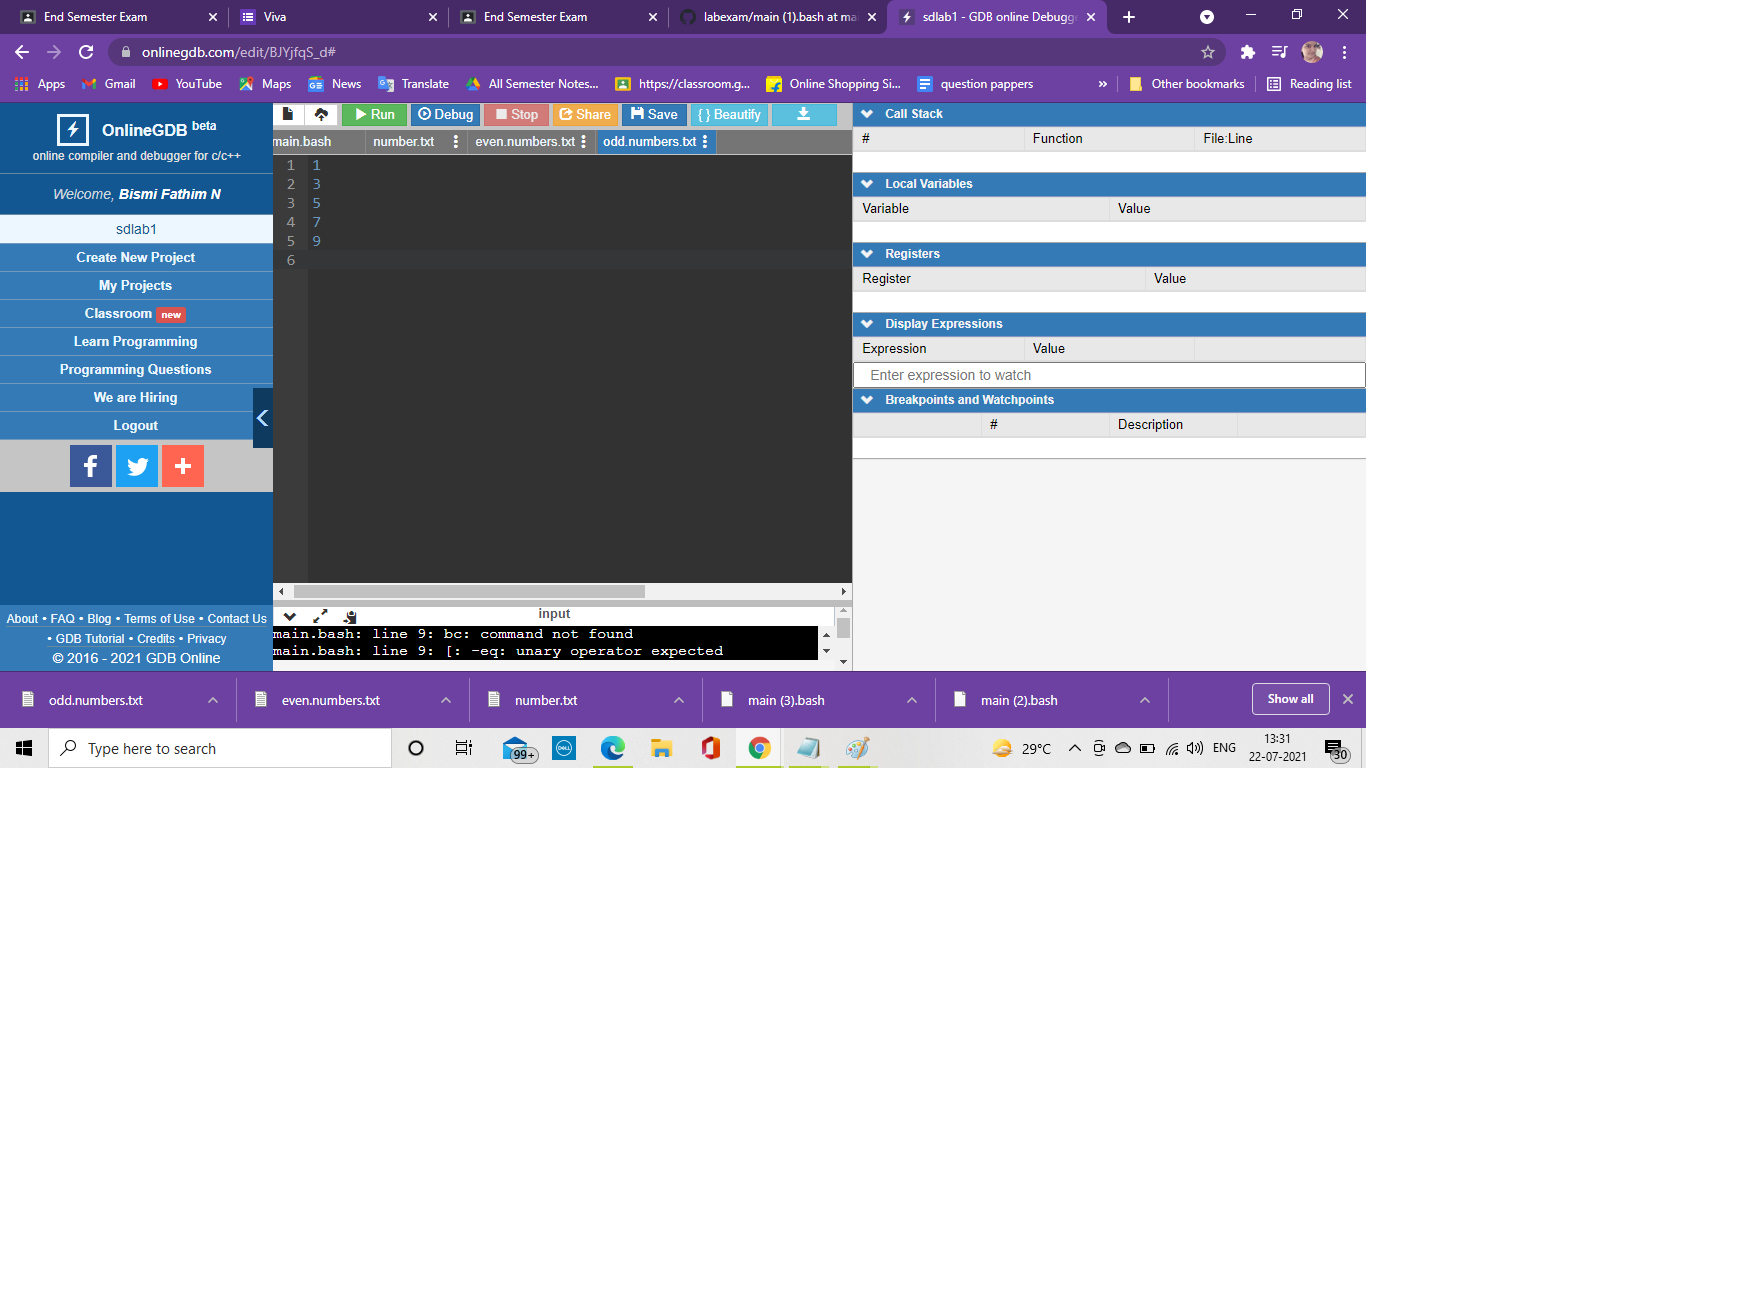 End Semester Exam
Viva
End Semester Exam
labexam/main (1).bash at ma
sdlab1 - GDB online Debugg
onlinegdb.com/edit/BJYjfqS_d#
Apps
Gmail
YouTube
Maps
News
Translate
All Semester Notes...
https://classroom.g...
Online Shopping Si...
question pappers
»
Other bookmarks
Reading list
OnlineGDB beta
online compiler and debugger for c/c++
Welcome, Bismi Fathim N
sdlab1
Create New Project
My Projects
Classroom new
Learn Programming
Programming Questions
We are Hiring
Logout
About • FAQ • Blog • Terms of Use • Contact Us
• GDB Tutorial • Credits • Privacy
© 2016 - 2021 GDB Online
Run
Debug
Stop
Share
Save
{ } Beautify
main.bash
number.txt
even.numbers.txt
odd.numbers.txt
1 1
2 3
3 5
4 7
5 9
6
input
main.bash: line 9: bc: command not found
main.bash: line 9: [: -eq: unary operator expected
Call Stack
# Function File:Line
Local Variables
Variable Value
Registers
Register Value
Display Expressions
Expression Value
Enter expression to watch
Breakpoints and Watchpoints
# Description
odd.numbers.txt
even.numbers.txt
number.txt
main (3).bash
main (2).bash
Show all
Type here to search
99+
DELL
29°C
ENG
13:31
22-07-2021
30